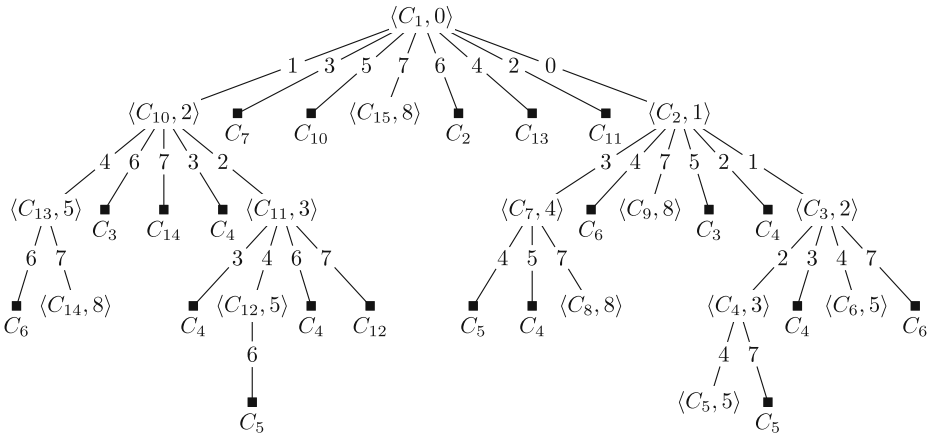 ⟨C₁, 0⟩
1 3 5 7 6 4 2 0
⟨C₁₀, 2⟩ C₇ C₁₀ ⟨C₁₅, 8⟩ C₂ C₁₃ C₁₁ ⟨C₂, 1⟩
4 6 7 3 2 3 4 7 5 2 1
⟨C₁₃, 5⟩ C₃ C₁₄ C₄ ⟨C₁₁, 3⟩ ⟨C₇, 4⟩ C₆ ⟨C₉, 8⟩ C₃ C₄ ⟨C₃, 2⟩
6 7 3 4 6 7 4 5 7 2 3 4 7
C₆ ⟨C₁₄, 8⟩ C₄ ⟨C₁₂, 5⟩ C₄ C₁₂ C₅ C₄ ⟨C₈, 8⟩ ⟨C₄, 3⟩ C₄ ⟨C₆, 5⟩ C₆
6 4 7
C₅ ⟨C₅, 5⟩ C₅